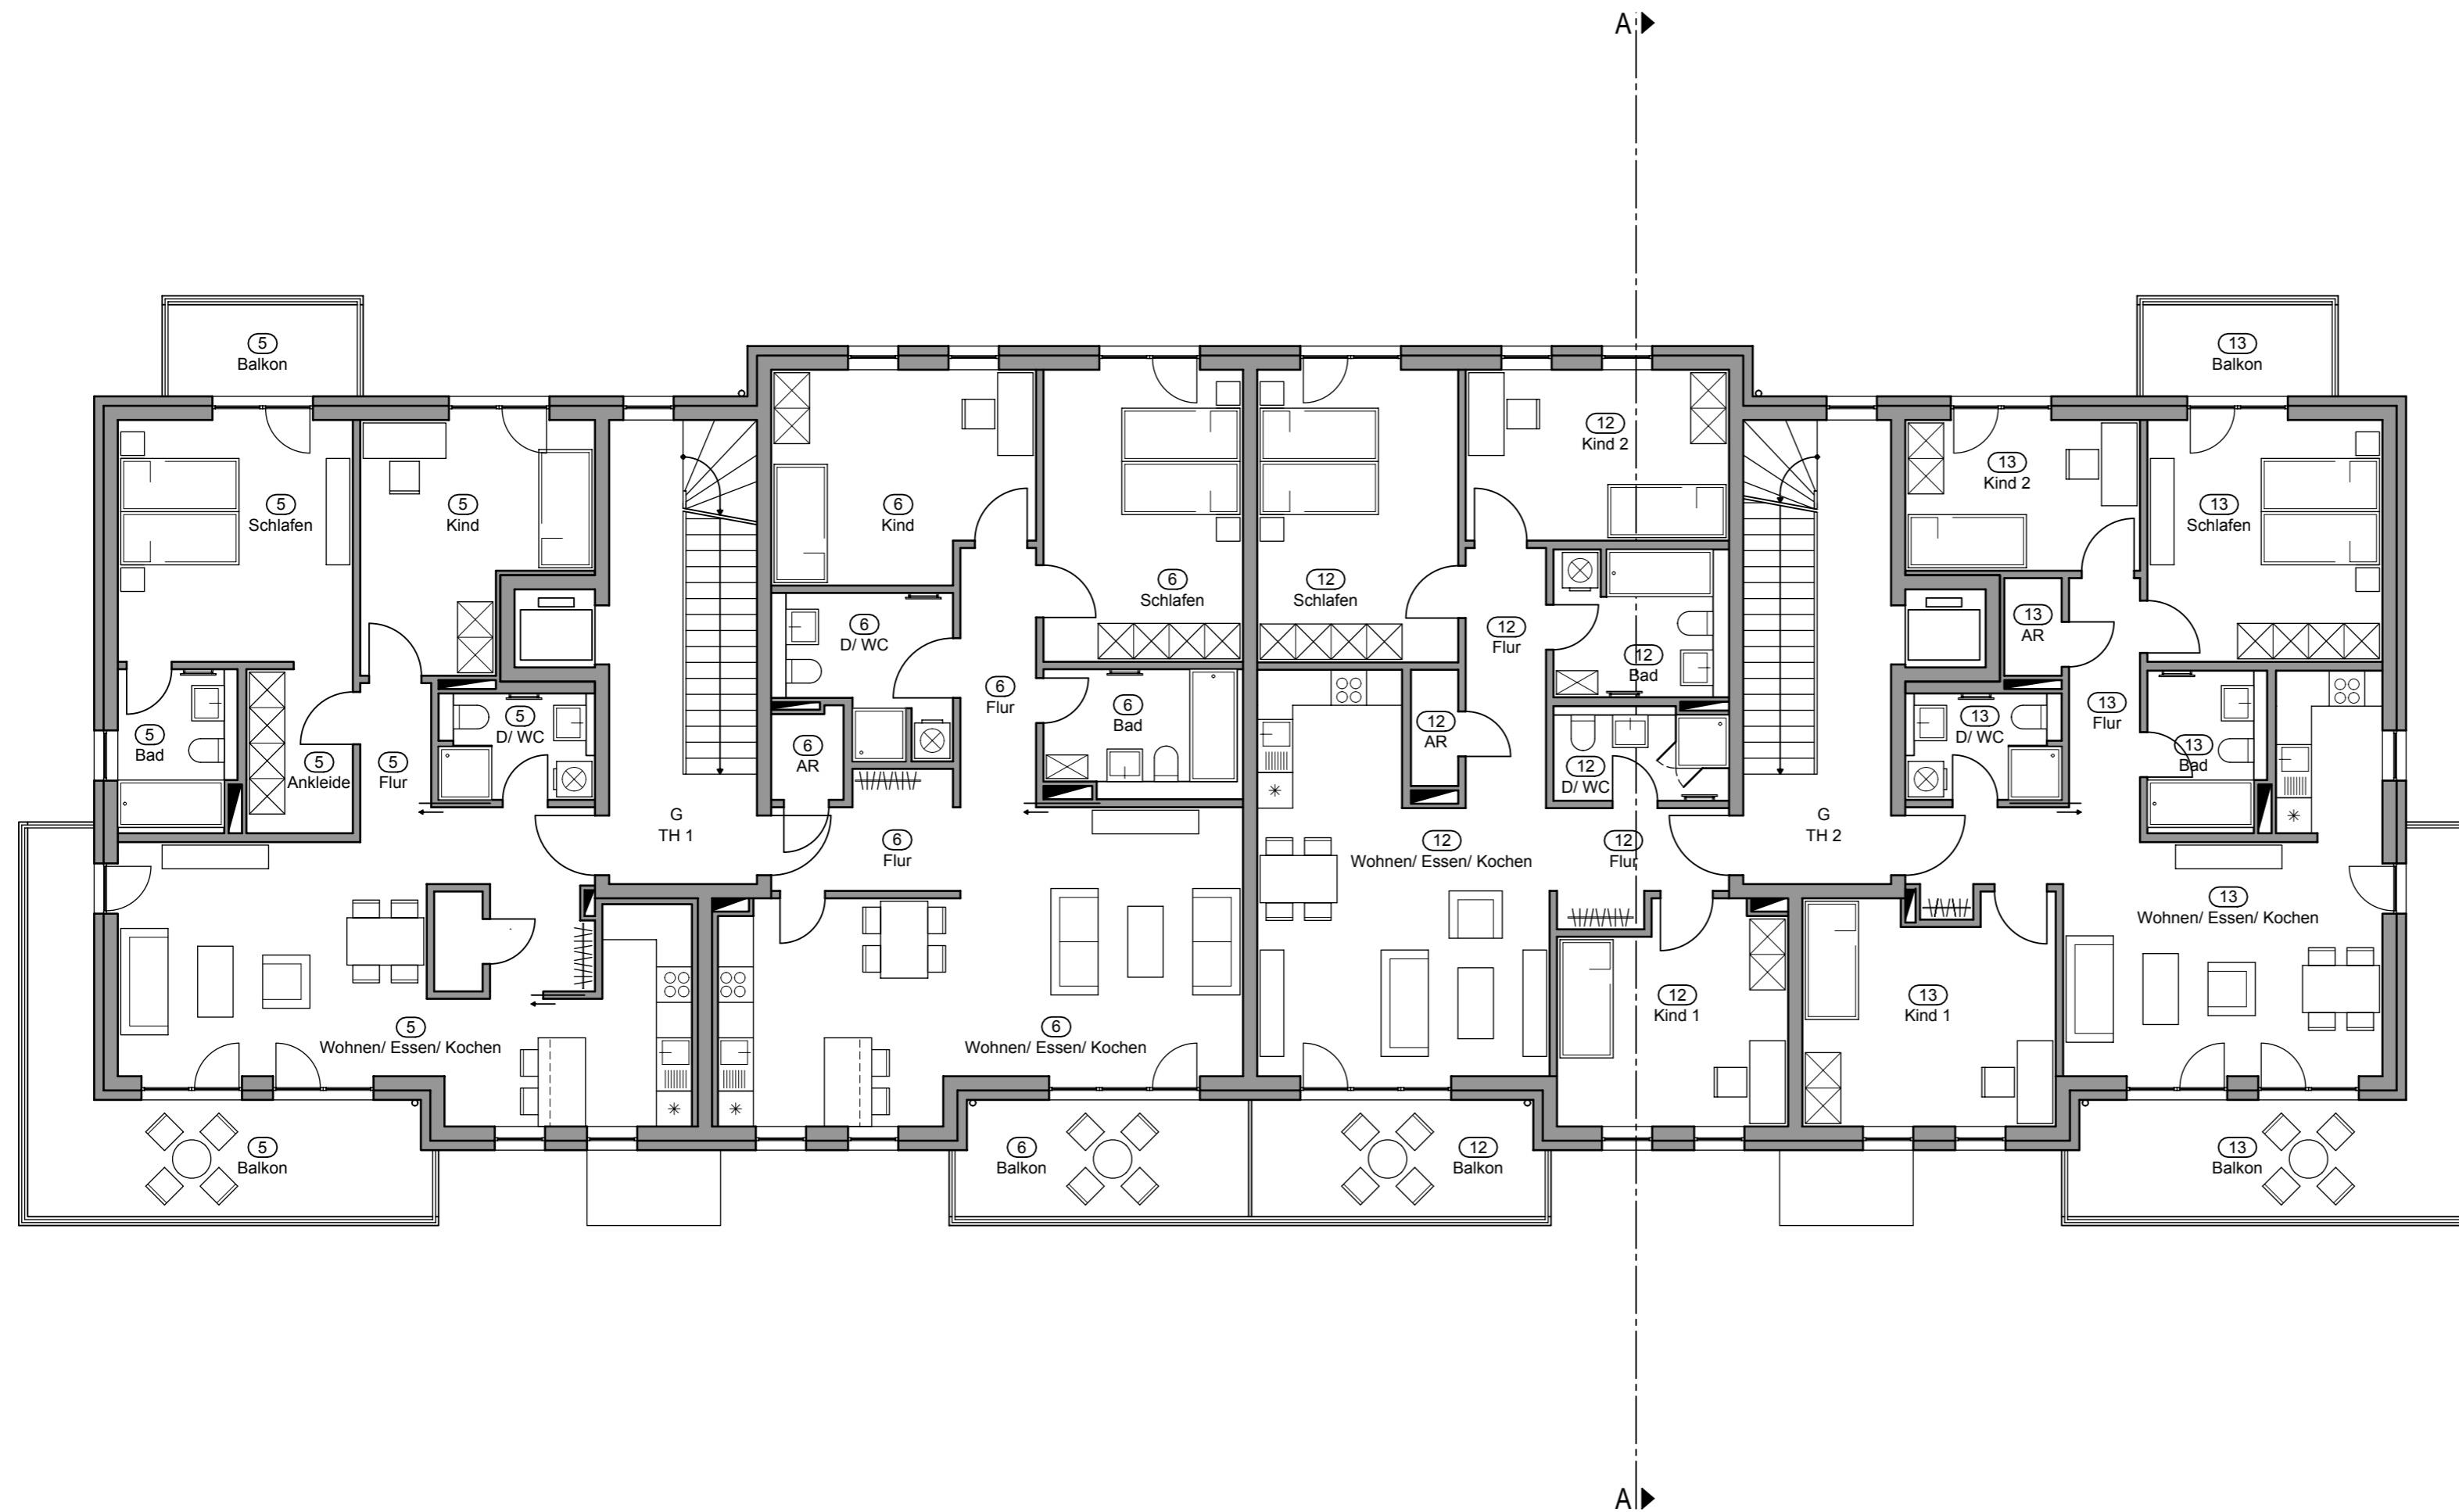 A
5
Balkon
13
Balkon
12
Kind 2
13
Kind 2
5
Schlafen
5
Kind
6
Kind
13
Schlafen
6
Schlafen
12
Schlafen
6
D/ WC
12
Flur
13
AR
12
Bad
6
Flur
6
Bad
12
AR
13
Flur
5
D/ WC
13
D/ WC
5
Bad
5
Ankleide
5
Flur
6
AR
12
D/ WC
13
Bad
G
TH 1
G
TH 2
6
Flur
12
Wohnen/ Essen/ Kochen
12
Flur
13
Wohnen/ Essen/ Kochen
12
Kind 1
13
Kind 1
5
Wohnen/ Essen/ Kochen
6
Wohnen/ Essen/ Kochen
5
Balkon
6
Balkon
12
Balkon
13
Balkon
A